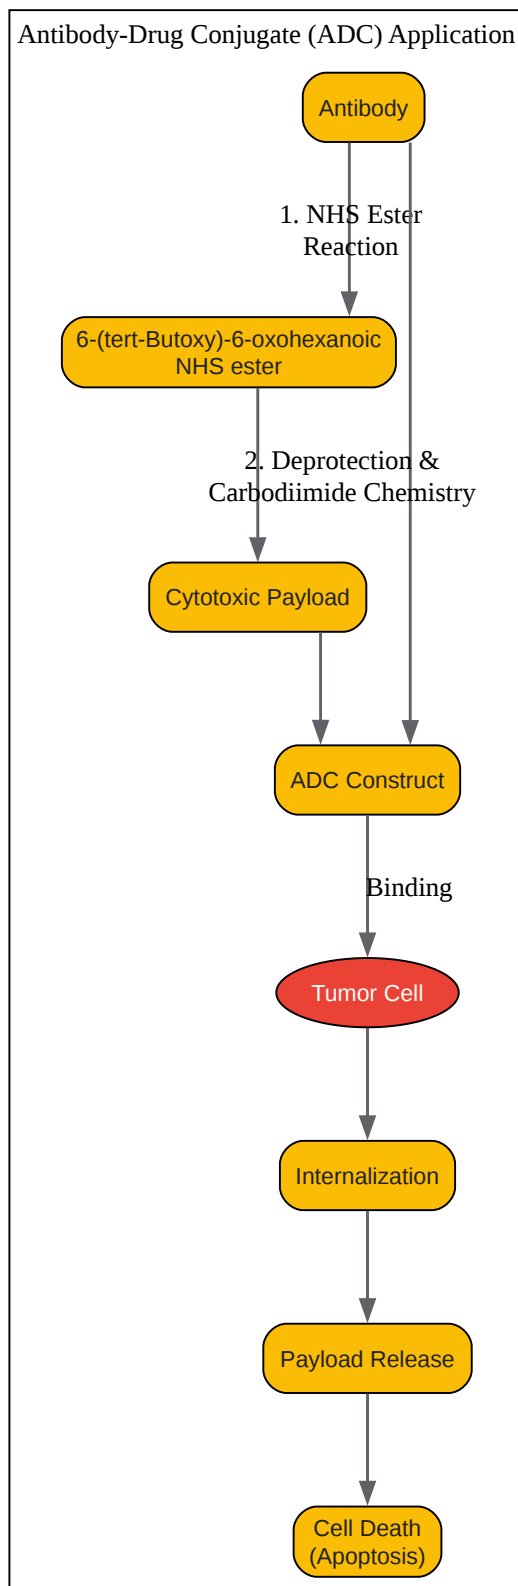 Antibody-Drug Conjugate (ADC) Application
Antibody
1. NHS Ester
Reaction
6-(tert-Butoxy)-6-oxohexanoic
NHS ester
2. Deprotection &
Carbodiimide Chemistry
Cytotoxic Payload
ADC Construct
Binding
Tumor Cell
Internalization
Payload Release
Cell Death
(Apoptosis)